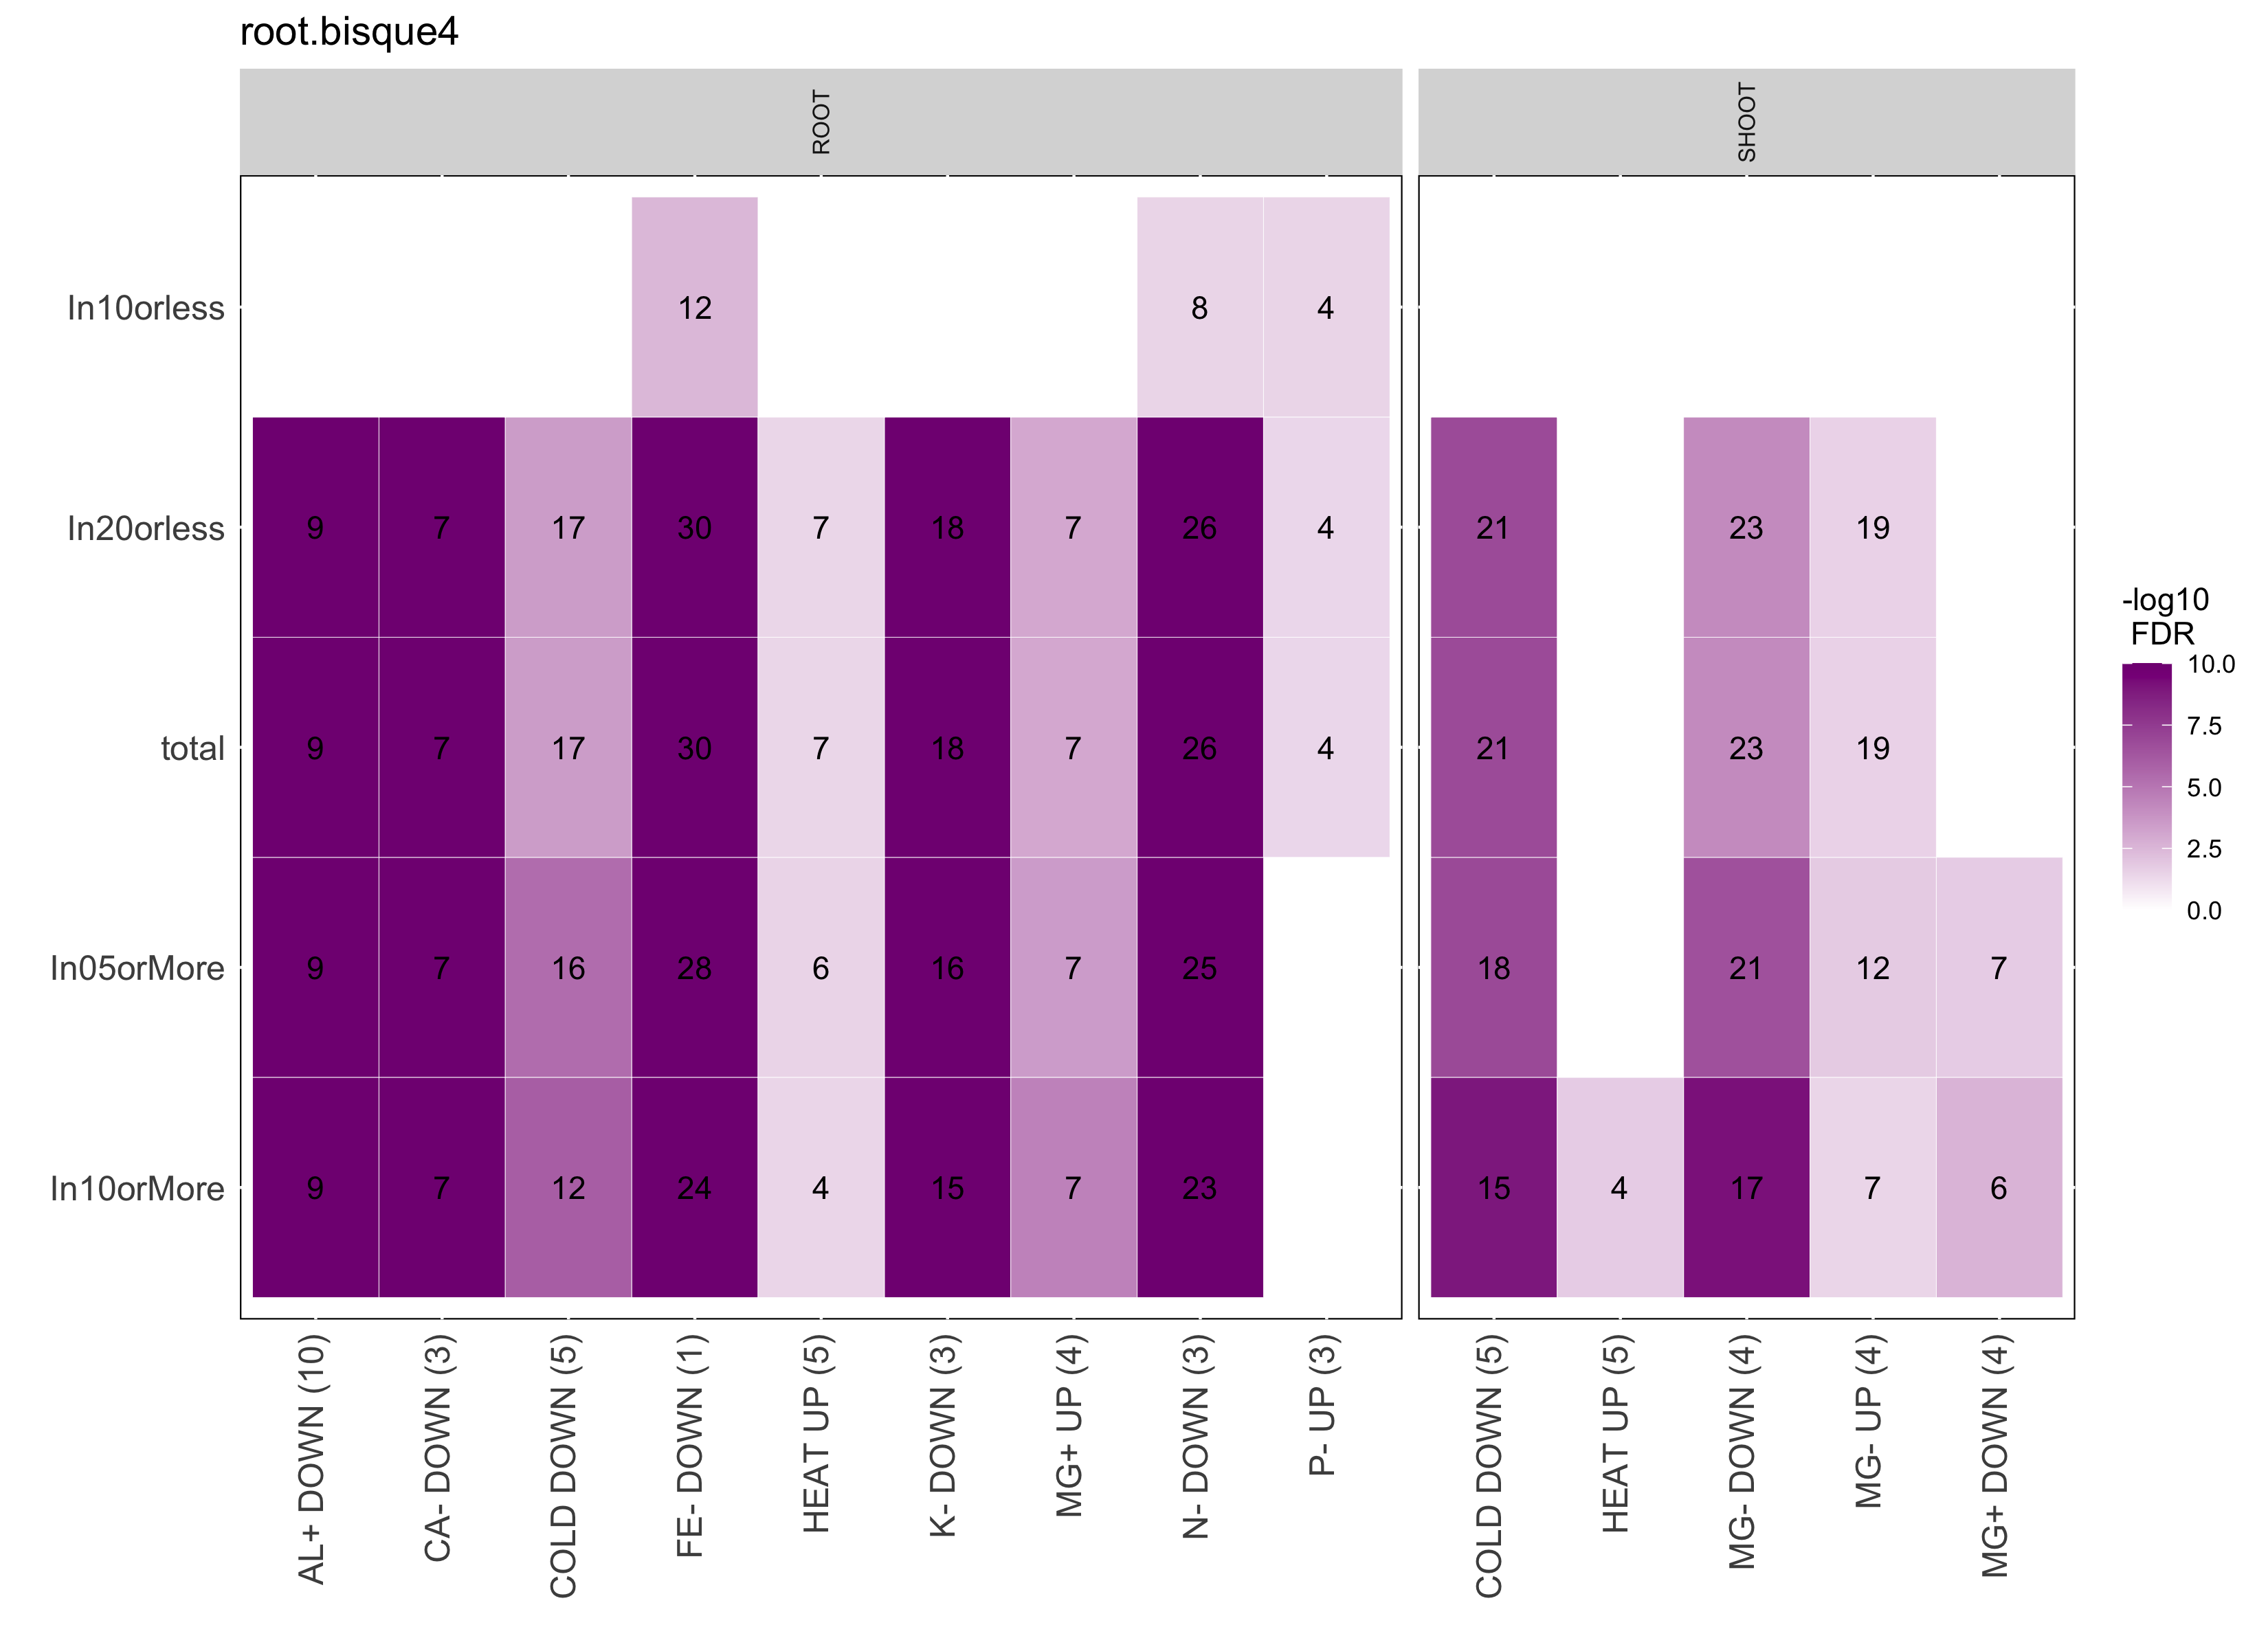 root.bisque4
ROOT
SHOOT
In10orless
12
8
4
In20orless
9
7
17
30
7
18
7
26
4
21
23
19
total
9
7
17
30
7
18
7
26
4
21
23
19
In05orMore
9
7
16
28
6
16
7
25
18
21
12
7
In10orMore
9
7
12
24
4
15
7
23
15
4
17
7
6
AL+ DOWN (10)
CA- DOWN (3)
COLD DOWN (5)
FE- DOWN (1)
HEAT UP (5)
K- DOWN (3)
MG+ UP (4)
N- DOWN (3)
P- UP (3)
COLD DOWN (5)
HEAT UP (5)
MG- DOWN (4)
MG- UP (4)
MG+ DOWN (4)
-log10
FDR
10.0
7.5
5.0
2.5
0.0